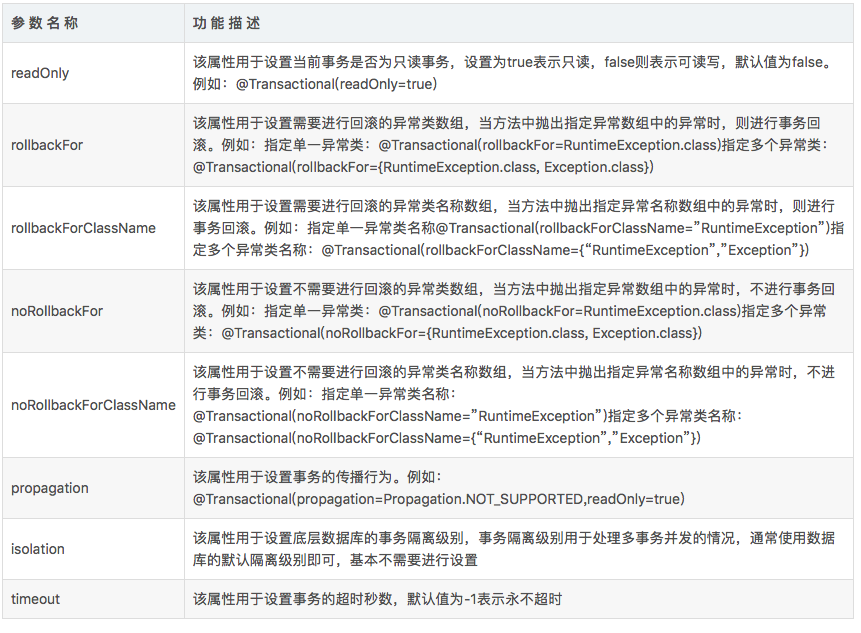 参数名称 功能描述
readOnly
该属性用于设置当前事务是否为只读事务，设置为true表示只读，false则表示可读写，默认值为false。
例如：@Transactional(readOnly=true)
rollbackFor
该属性用于设置需要进行回滚的异常类数组，当方法中抛出指定异常数组中的异常时，则进行事务回
滚。例如：指定单一异常类：@Transactional(rollbackFor=RuntimeException.class)指定多个异常类：
@Transactional(rollbackFor={RuntimeException.class, Exception.class})
rollbackForClassName
该属性用于设置需要进行回滚的异常类名称数组，当方法中抛出指定异常名称数组中的异常时，则进行
事务回滚。例如：指定单一异常类名称@Transactional(rollbackForClassName=”RuntimeException”)指
定多个异常类名称：@Transactional(rollbackForClassName={“RuntimeException”,”Exception”})
noRollbackFor
该属性用于设置不需要进行回滚的异常类数组，当方法中抛出指定异常数组中的异常时，不进行事务回
滚。例如：指定单一异常类：@Transactional(noRollbackFor=RuntimeException.class)指定多个异常
类：@Transactional(noRollbackFor={RuntimeException.class, Exception.class})
noRollbackForClassName
该属性用于设置不需要进行回滚的异常类名称数组，当方法中抛出指定异常名称数组中的异常时，不进
行事务回滚。例如：指定单一异常类名称：
@Transactional(noRollbackForClassName=”RuntimeException”)指定多个异常类名称：
@Transactional(noRollbackForClassName={“RuntimeException”,”Exception”})
propagation
该属性用于设置事务的传播行为。例如：
@Transactional(propagation=Propagation.NOT_SUPPORTED,readOnly=true)
isolation
该属性用于设置底层数据库的事务隔离级别，事务隔离级别用于处理多事务并发的情况，通常使用数据
库的默认隔离级别即可，基本不需要进行设置
timeout
该属性用于设置事务的超时秒数，默认值为-1表示永不超时